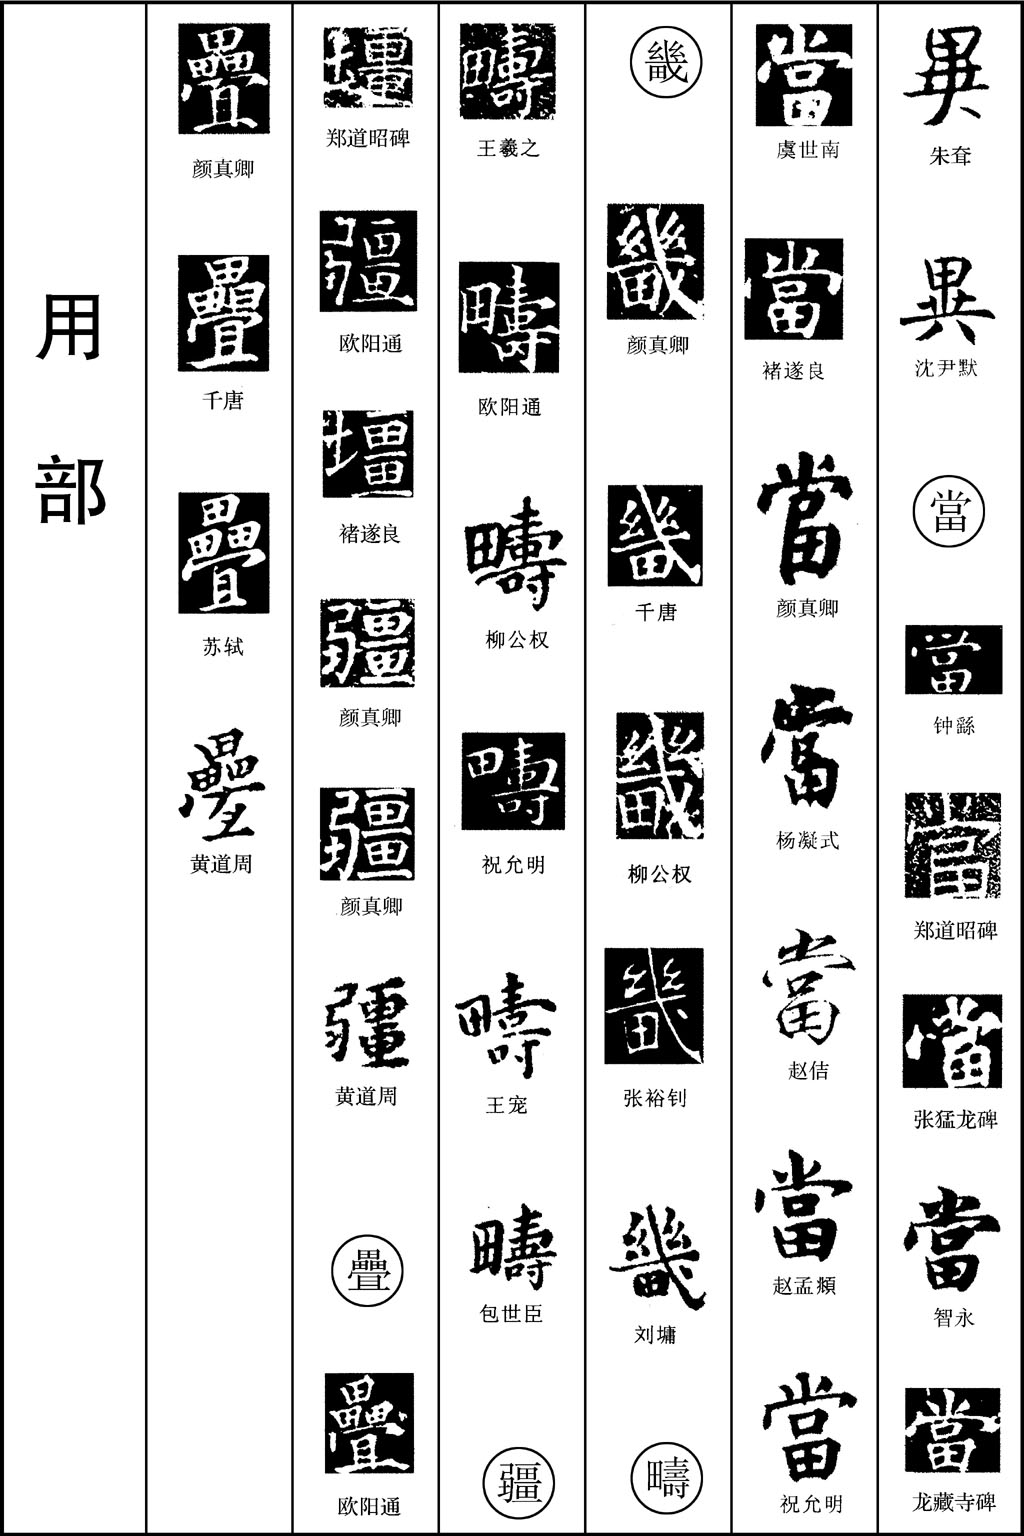 異
朱耷
異
沈尹默
當
當
钟繇
當
郑道昭碑
當
张猛龙碑
當
智永
當
龙藏寺碑
當
虞世南
當
褚遂良
當
颜真卿
當
杨凝式
當
赵佶
當
赵孟頫
當
祝允明
畿
畿
颜真卿
畿
千唐
畿
柳公权
畿
张裕钊
畿
刘墉
疇
疇
王羲之
疇
欧阳通
疇
柳公权
疇
祝允明
疇
王宠
疇
包世臣
疆
疆
郑道昭碑
疆
欧阳通
疆
褚遂良
疆
颜真卿
疆
颜真卿
疆
黄道周
疊
疊
欧阳通
疊
颜真卿
疊
千唐
疊
苏轼
疊
黄道周
用部